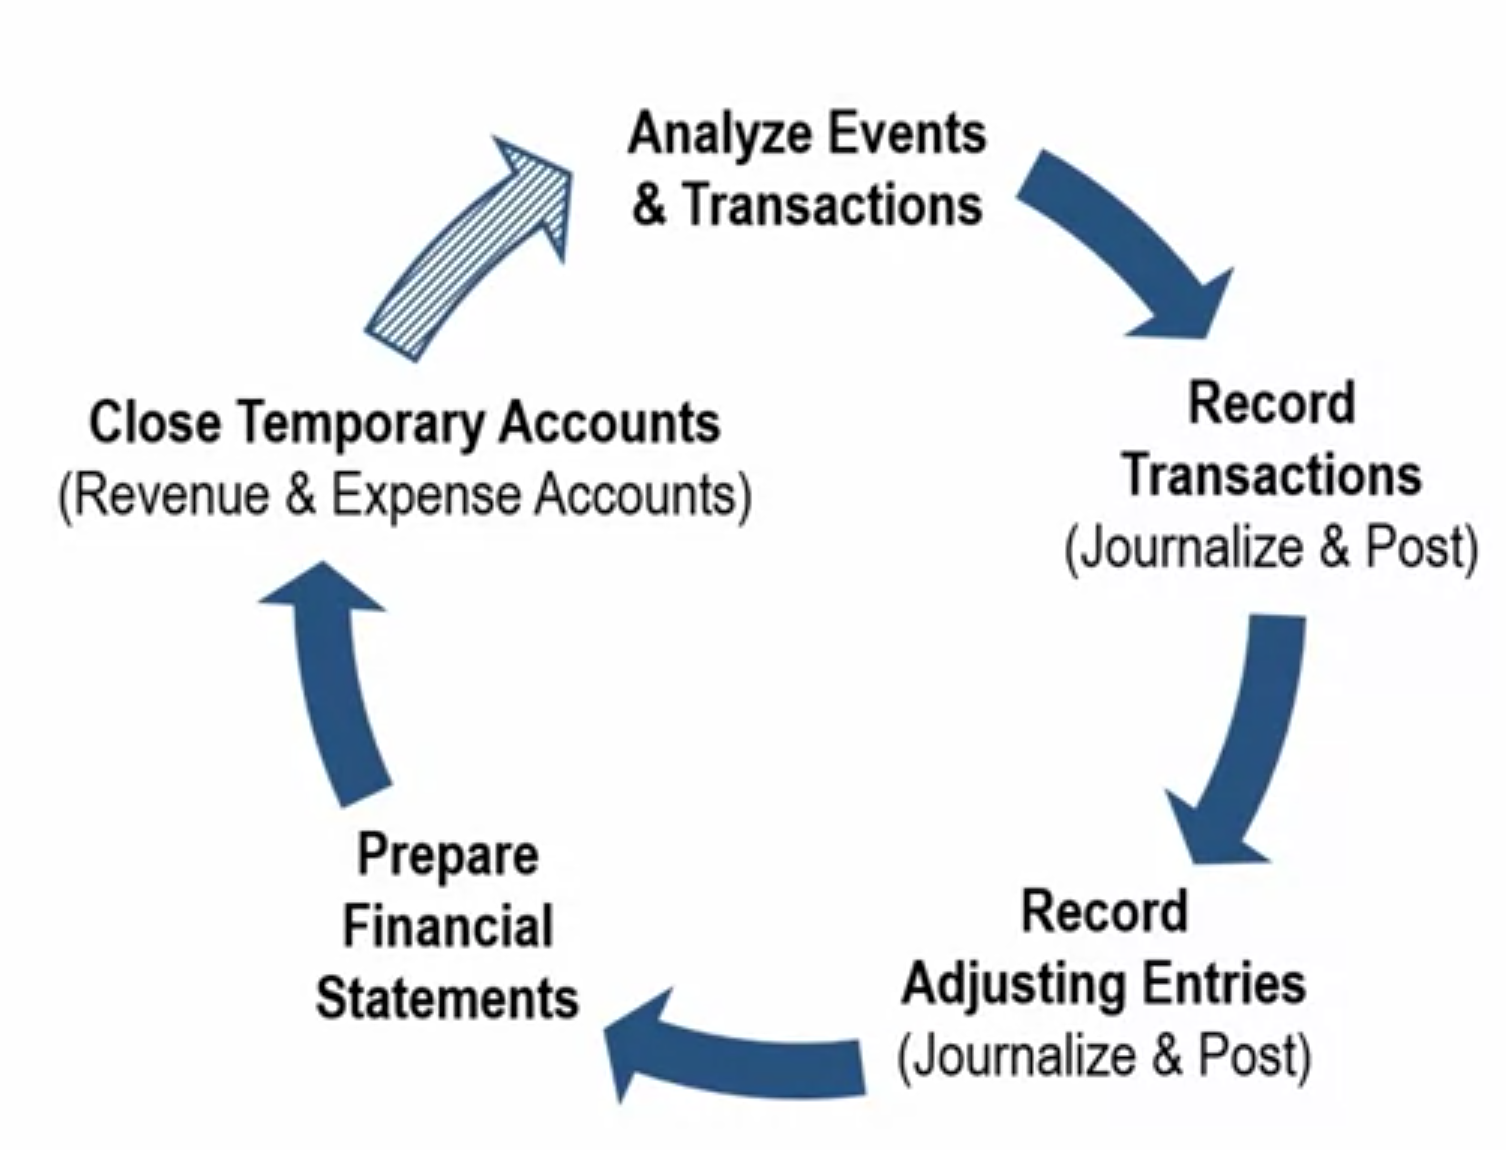 Analyze Events
& Transactions
Record
Transactions
(Journalize & Post)
Record
Adjusting Entries
(Journalize & Post)
Prepare
Financial
Statements
Close Temporary Accounts
(Revenue & Expense Accounts)